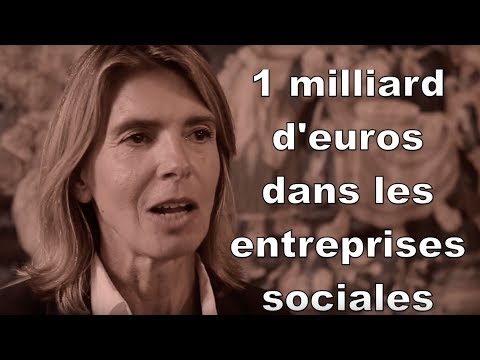 1 milliard
d'euros
dans les
entreprises
sociales